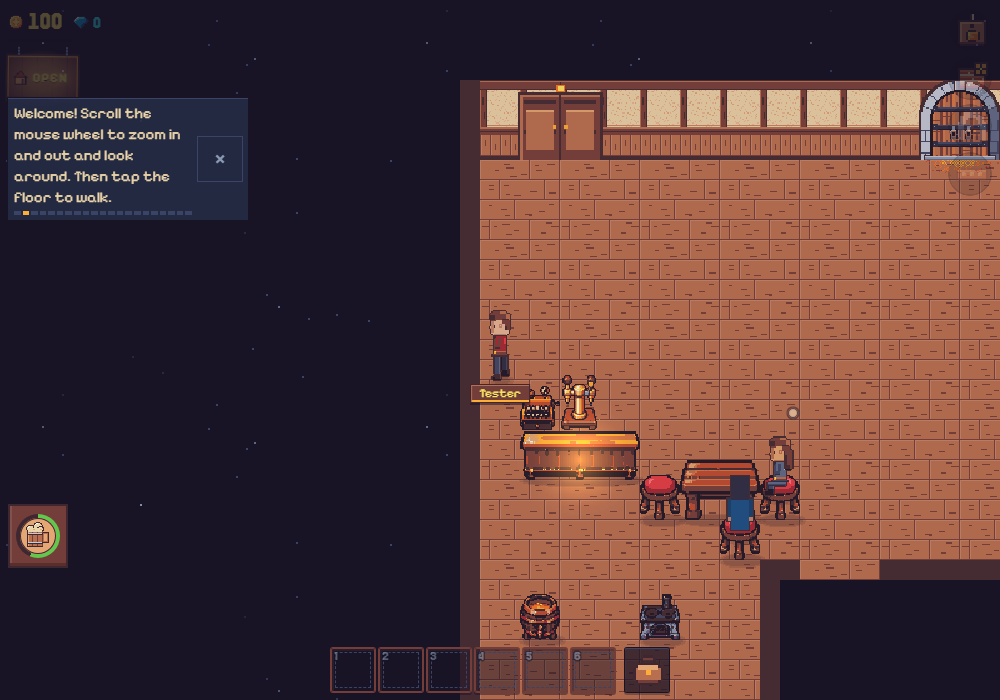 100 0
OPEN
Welcome! Scroll the
mouse wheel to zoom in
and out and look
around. Then tap the
floor to walk.
×
Tester
1 2 3 4 5 6